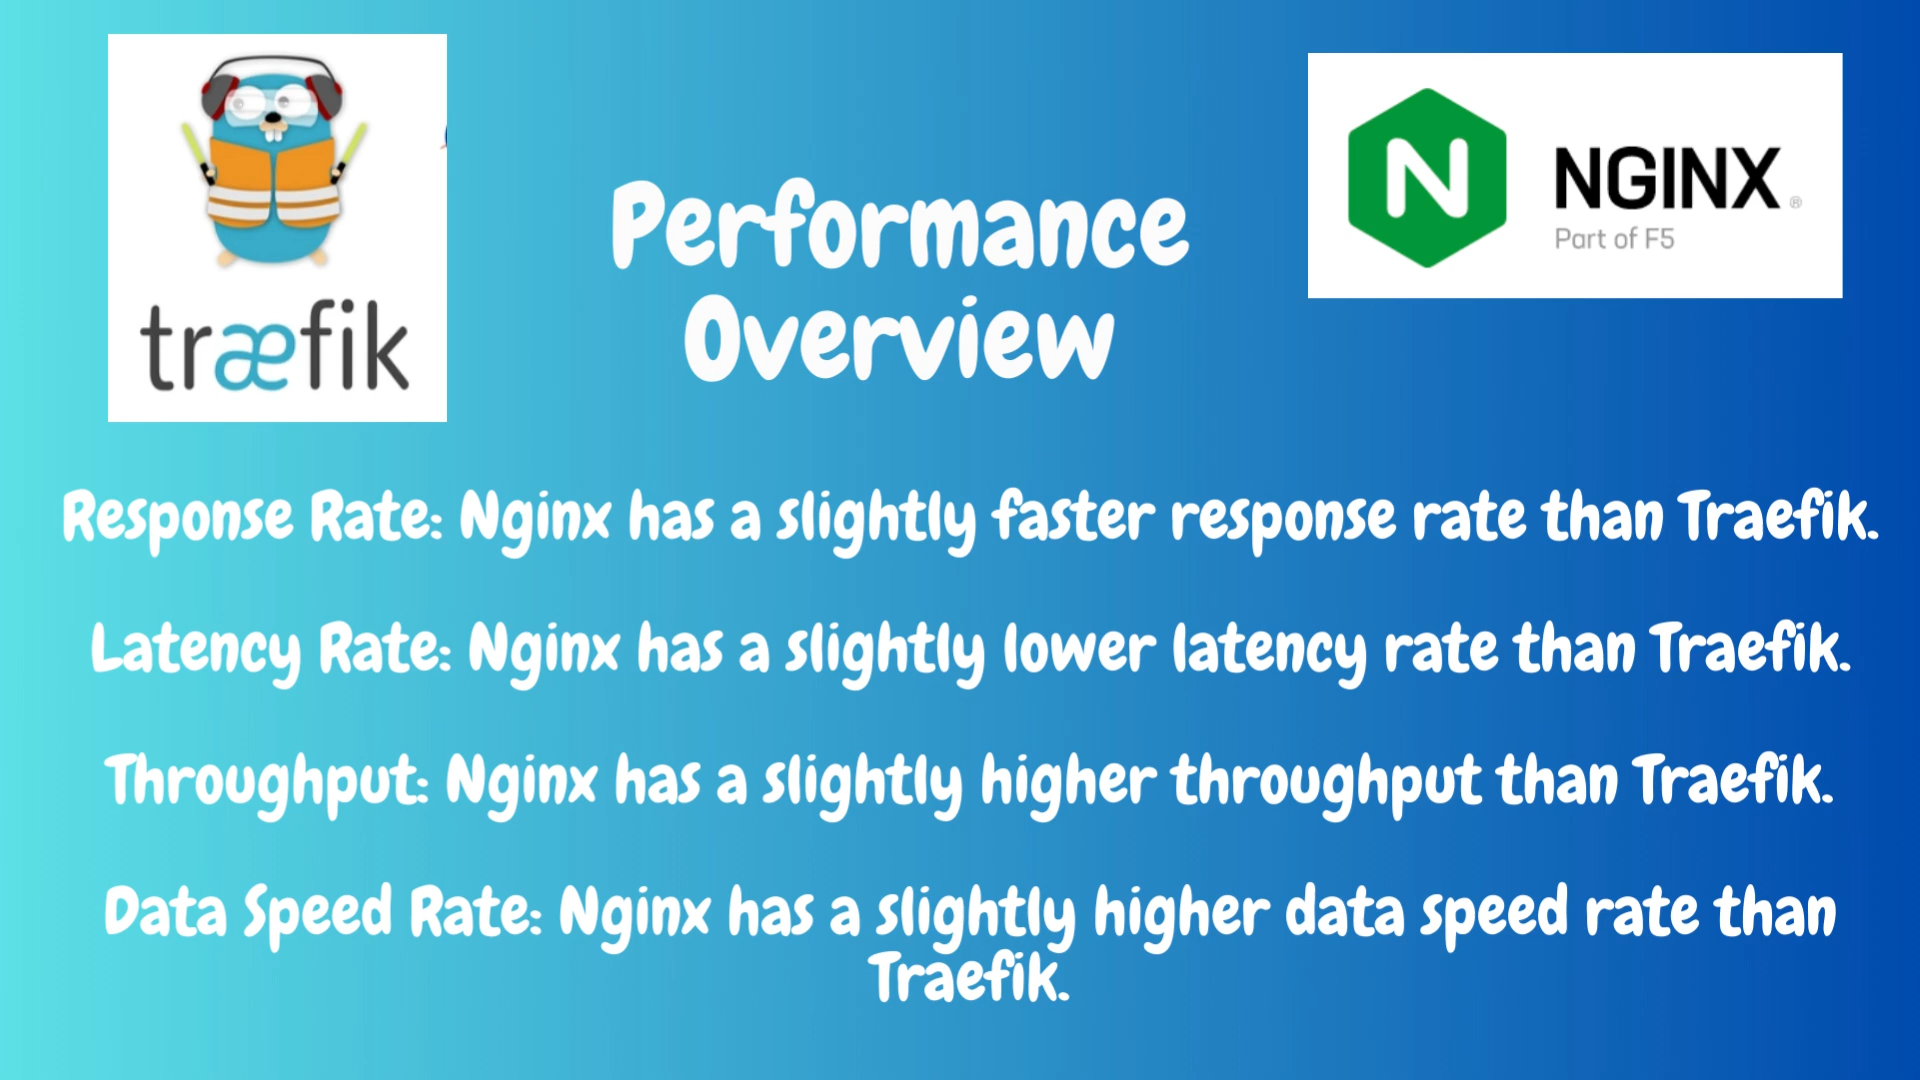 træfik
NGINX ®
Part of F5
Performance
Overview
Response Rate: Nginx has a slightly faster response rate than Traefik.
Latency Rate: Nginx has a slightly lower latency rate than Traefik.
Throughput: Nginx has a slightly higher throughput than Traefik.
Data Speed Rate: Nginx has a slightly higher data speed rate than
Traefik.